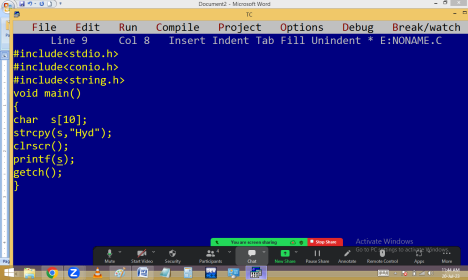 Document2 - Microsoft Word
TC
File Edit Run Compile Project Options Debug Break/watch
Line 9 Col 8 Insert Indent Tab Fill Unindent * E:NONAME.C
#include<stdio.h>
#include<conio.h>
#include<string.h>
void main()
{
char s[10];
strcpy(s,"Hyd");
clrscr();
printf(s);
getch();
}
You are screen sharing Stop Share
Activate Windows
Go to PC settings to activate Windows.
Mute Start Video Security Participants Chat New Share Pause Share Annotate Remote Control Apps More